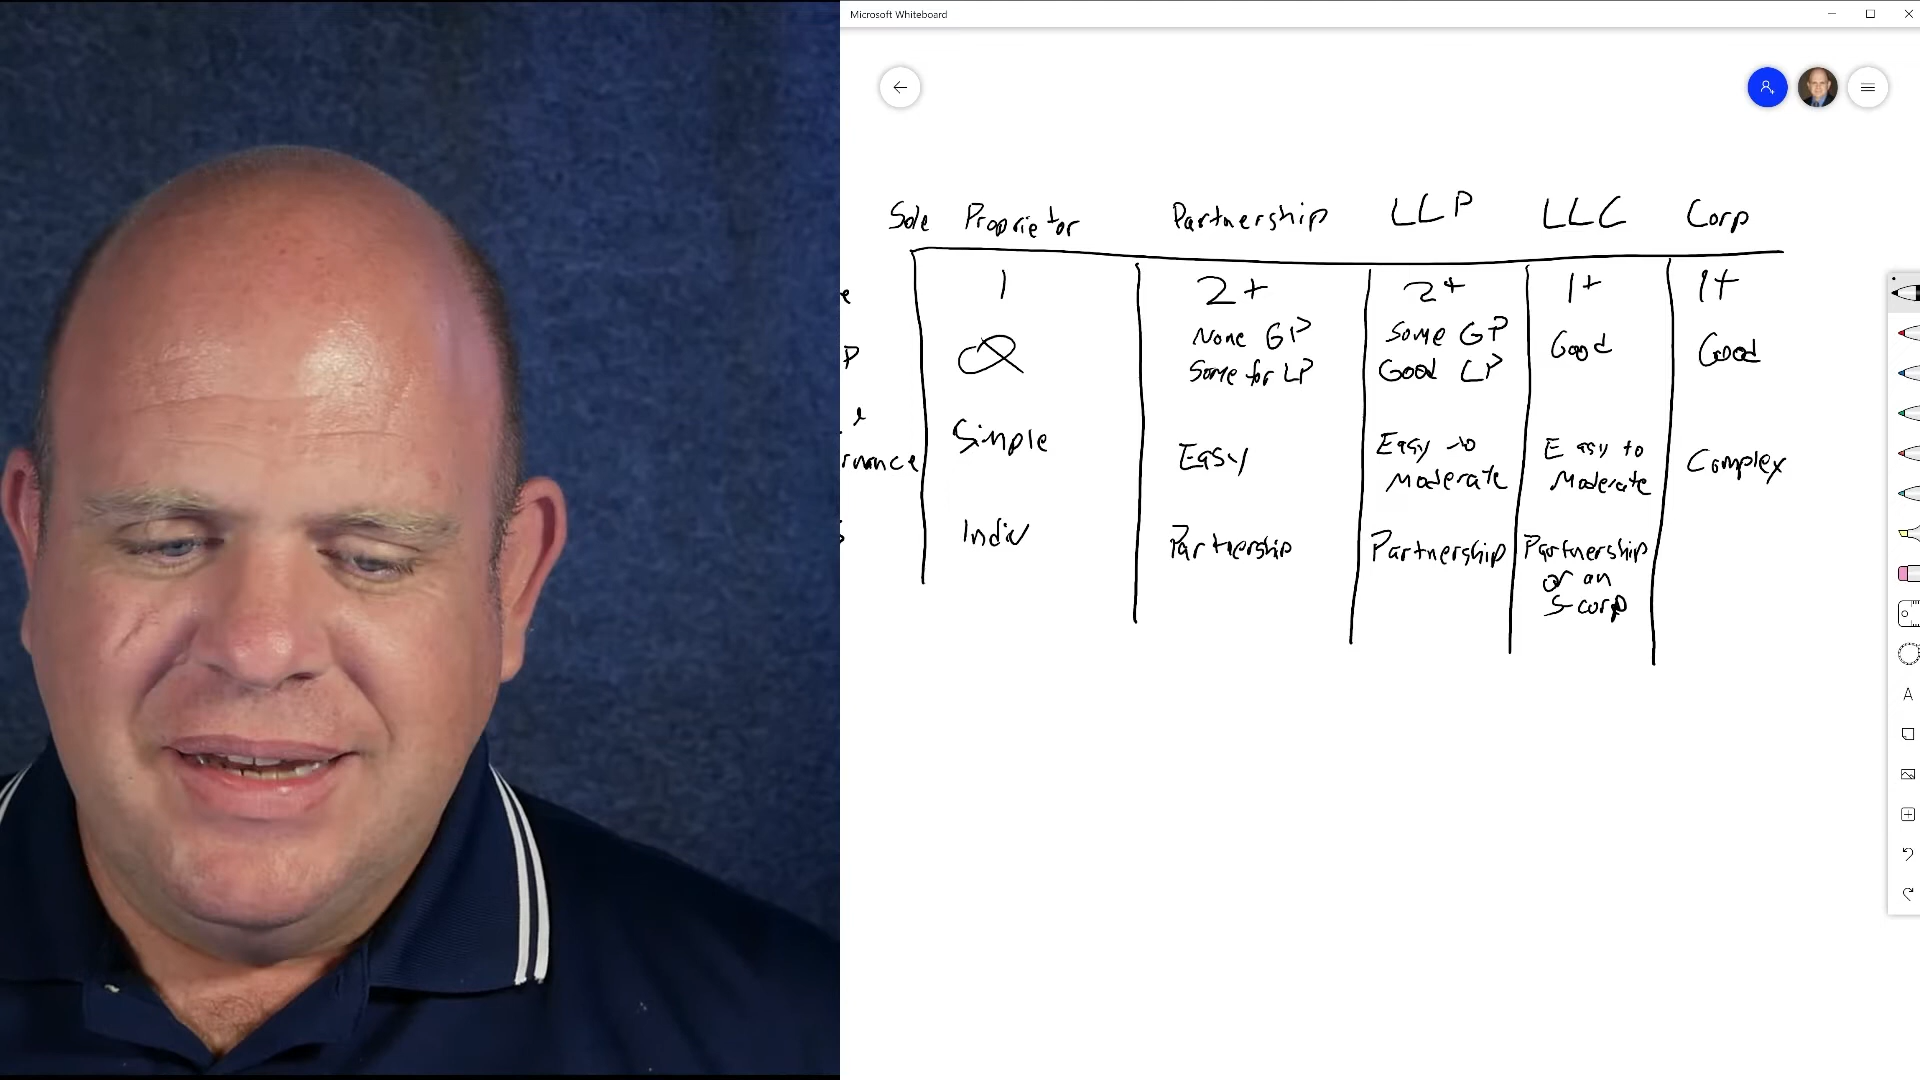 Microsoft Whiteboard
Sole Proprietor Partnership LLP LLC Corp
1 2+ 2+ 1+ 1+
None GP Some GP Good Good
P Some for LP Good LP
Simple Easy Easy to Moderate E asy to Moderate Complex
rnance
Indiv Partnership Partnership Partnership
or an
S-corp
A